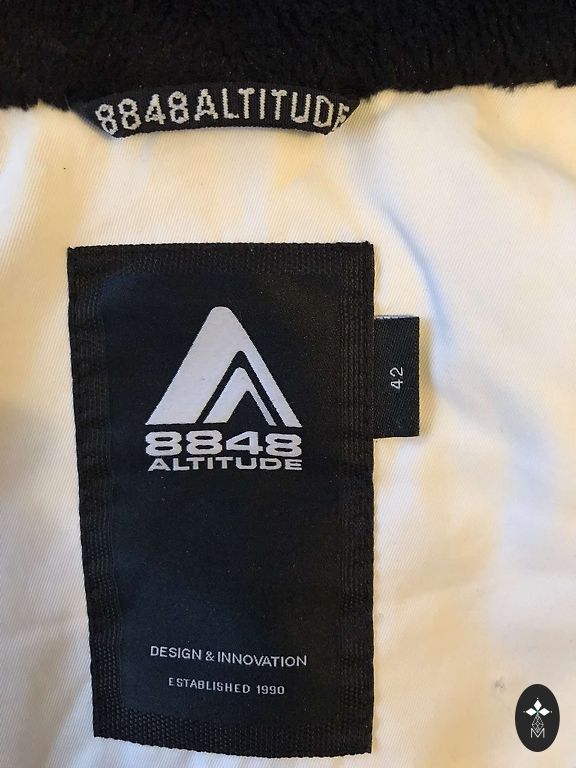 8848ALTITUDE
42
8848
ALTITUDE
DESIGN & INNOVATION
ESTABLISHED 1990
M